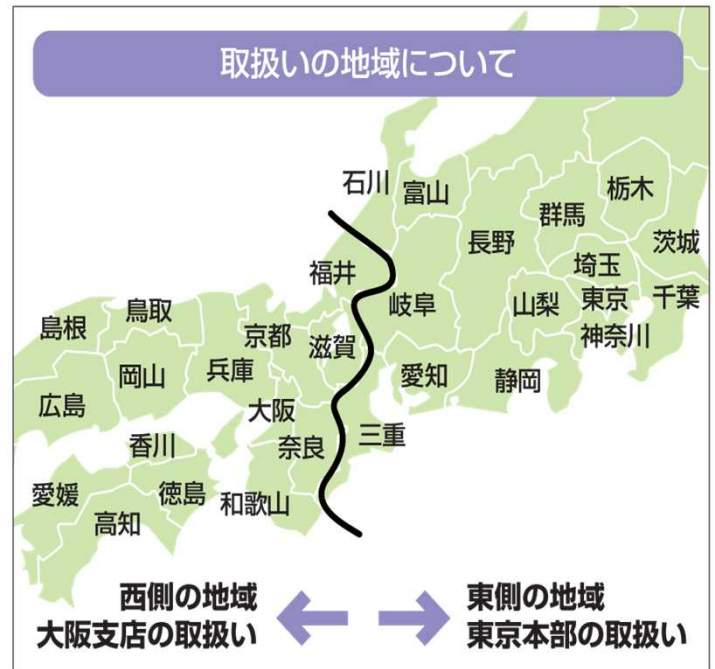 取扱いの地域について
石川
富山
栃木
群馬
長野
茨城
福井
埼玉
岐阜
山梨
東京
千葉
島根
鳥取
京都
滋賀
神奈川
岡山
兵庫
愛知
静岡
広島
大阪
香川
奈良
三重
愛媛
徳島
和歌山
高知
西側の地域
大阪支店の取扱い
東側の地域
東京本部の取扱い